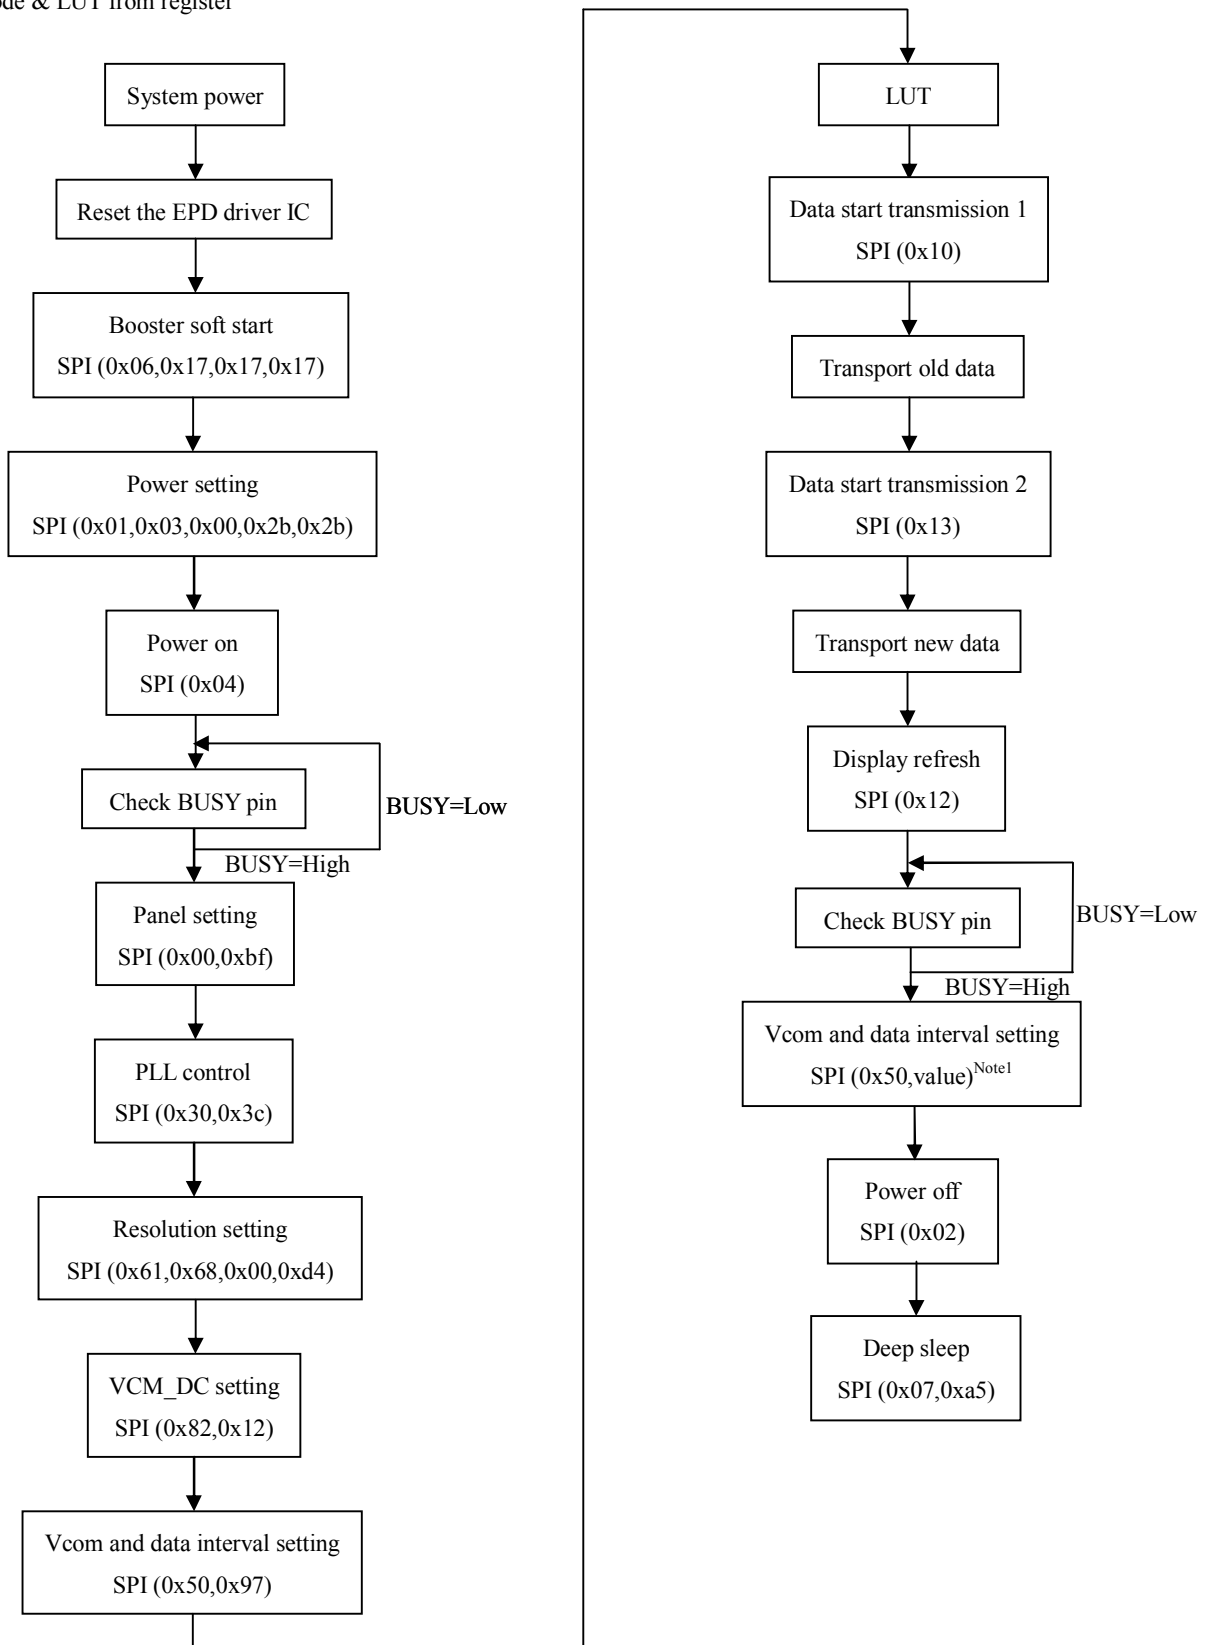 & LUT from register
System power
Reset the EPD driver IC
Booster soft start
SPI (0x06,0x17,0x17,0x17)
Power setting
SPI (0x01,0x03,0x00,0x2b,0x2b)
Power on
SPI (0x04)
Check BUSY pin
BUSY=Low
BUSY=High
Panel setting
SPI (0x00,0xbf)
PLL control
SPI (0x30,0x3c)
Resolution setting
SPI (0x61,0x68,0x00,0xd4)
VCM_DC setting
SPI (0x82,0x12)
Vcom and data interval setting
SPI (0x50,0x97)
LUT
Data start transmission 1
SPI (0x10)
Transport old data
Data start transmission 2
SPI (0x13)
Transport new data
Display refresh
SPI (0x12)
Check BUSY pin
BUSY=Low
BUSY=High
Vcom and data interval setting
SPI (0x50,value)Note1
Power off
SPI (0x02)
Deep sleep
SPI (0x07,0xa5)